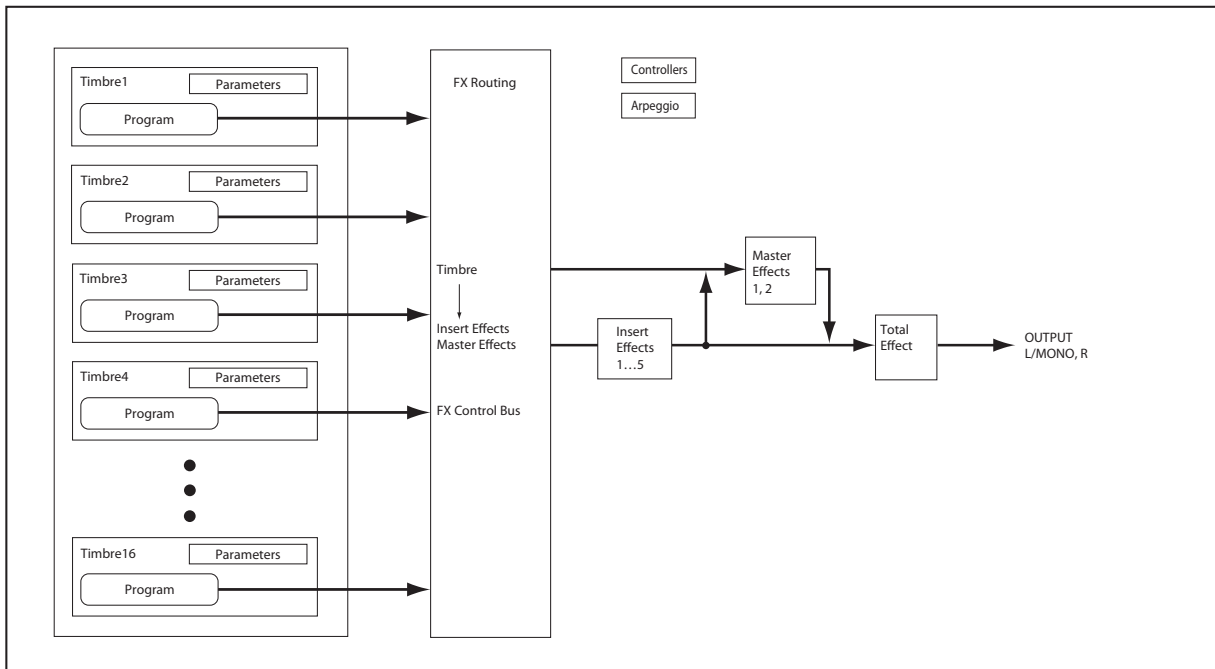 Timbre1
Parameters
Program
Timbre2
Parameters
Program
Timbre3
Parameters
Program
Timbre4
Parameters
Program
Timbre16
Parameters
Program
FX Routing
Timbre
Insert Effects
Master Effects
FX Control Bus
Controllers
Arpeggio
Insert
Effects
1...5
Master
Effects
1, 2
Total
Effect
OUTPUT
L/MONO, R